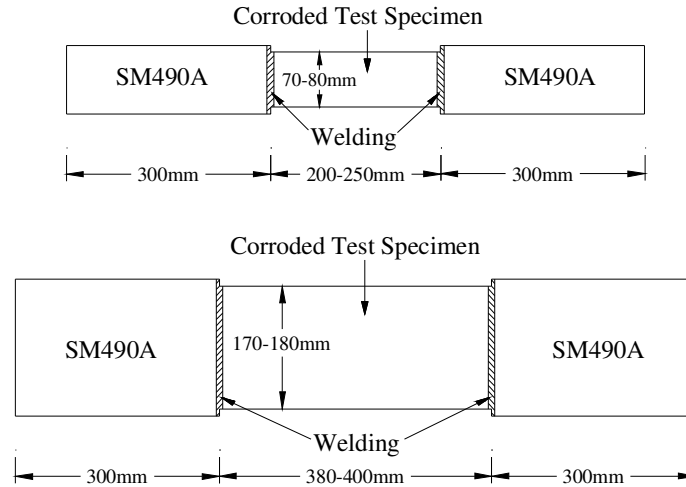 Corroded Test Specimen
SM490A
70-80mm
SM490A
Welding
300mm
200-250mm
300mm
Corroded Test Specimen
SM490A
170-180mm
SM490A
Welding
300mm
380-400mm
300mm